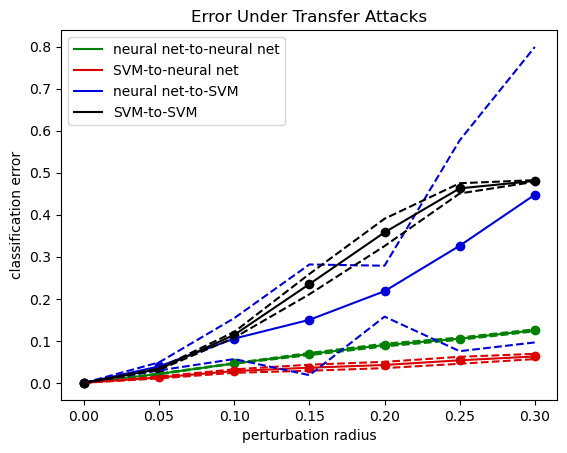 Error Under Transfer Attacks
neural net-to-neural net
SVM-to-neural net
neural net-to-SVM
SVM-to-SVM
classification error
0.8
0.7
0.6
0.5
0.4
0.3
0.2
0.1
0.0
0.00 0.05 0.10 0.15 0.20 0.25 0.30
perturbation radius